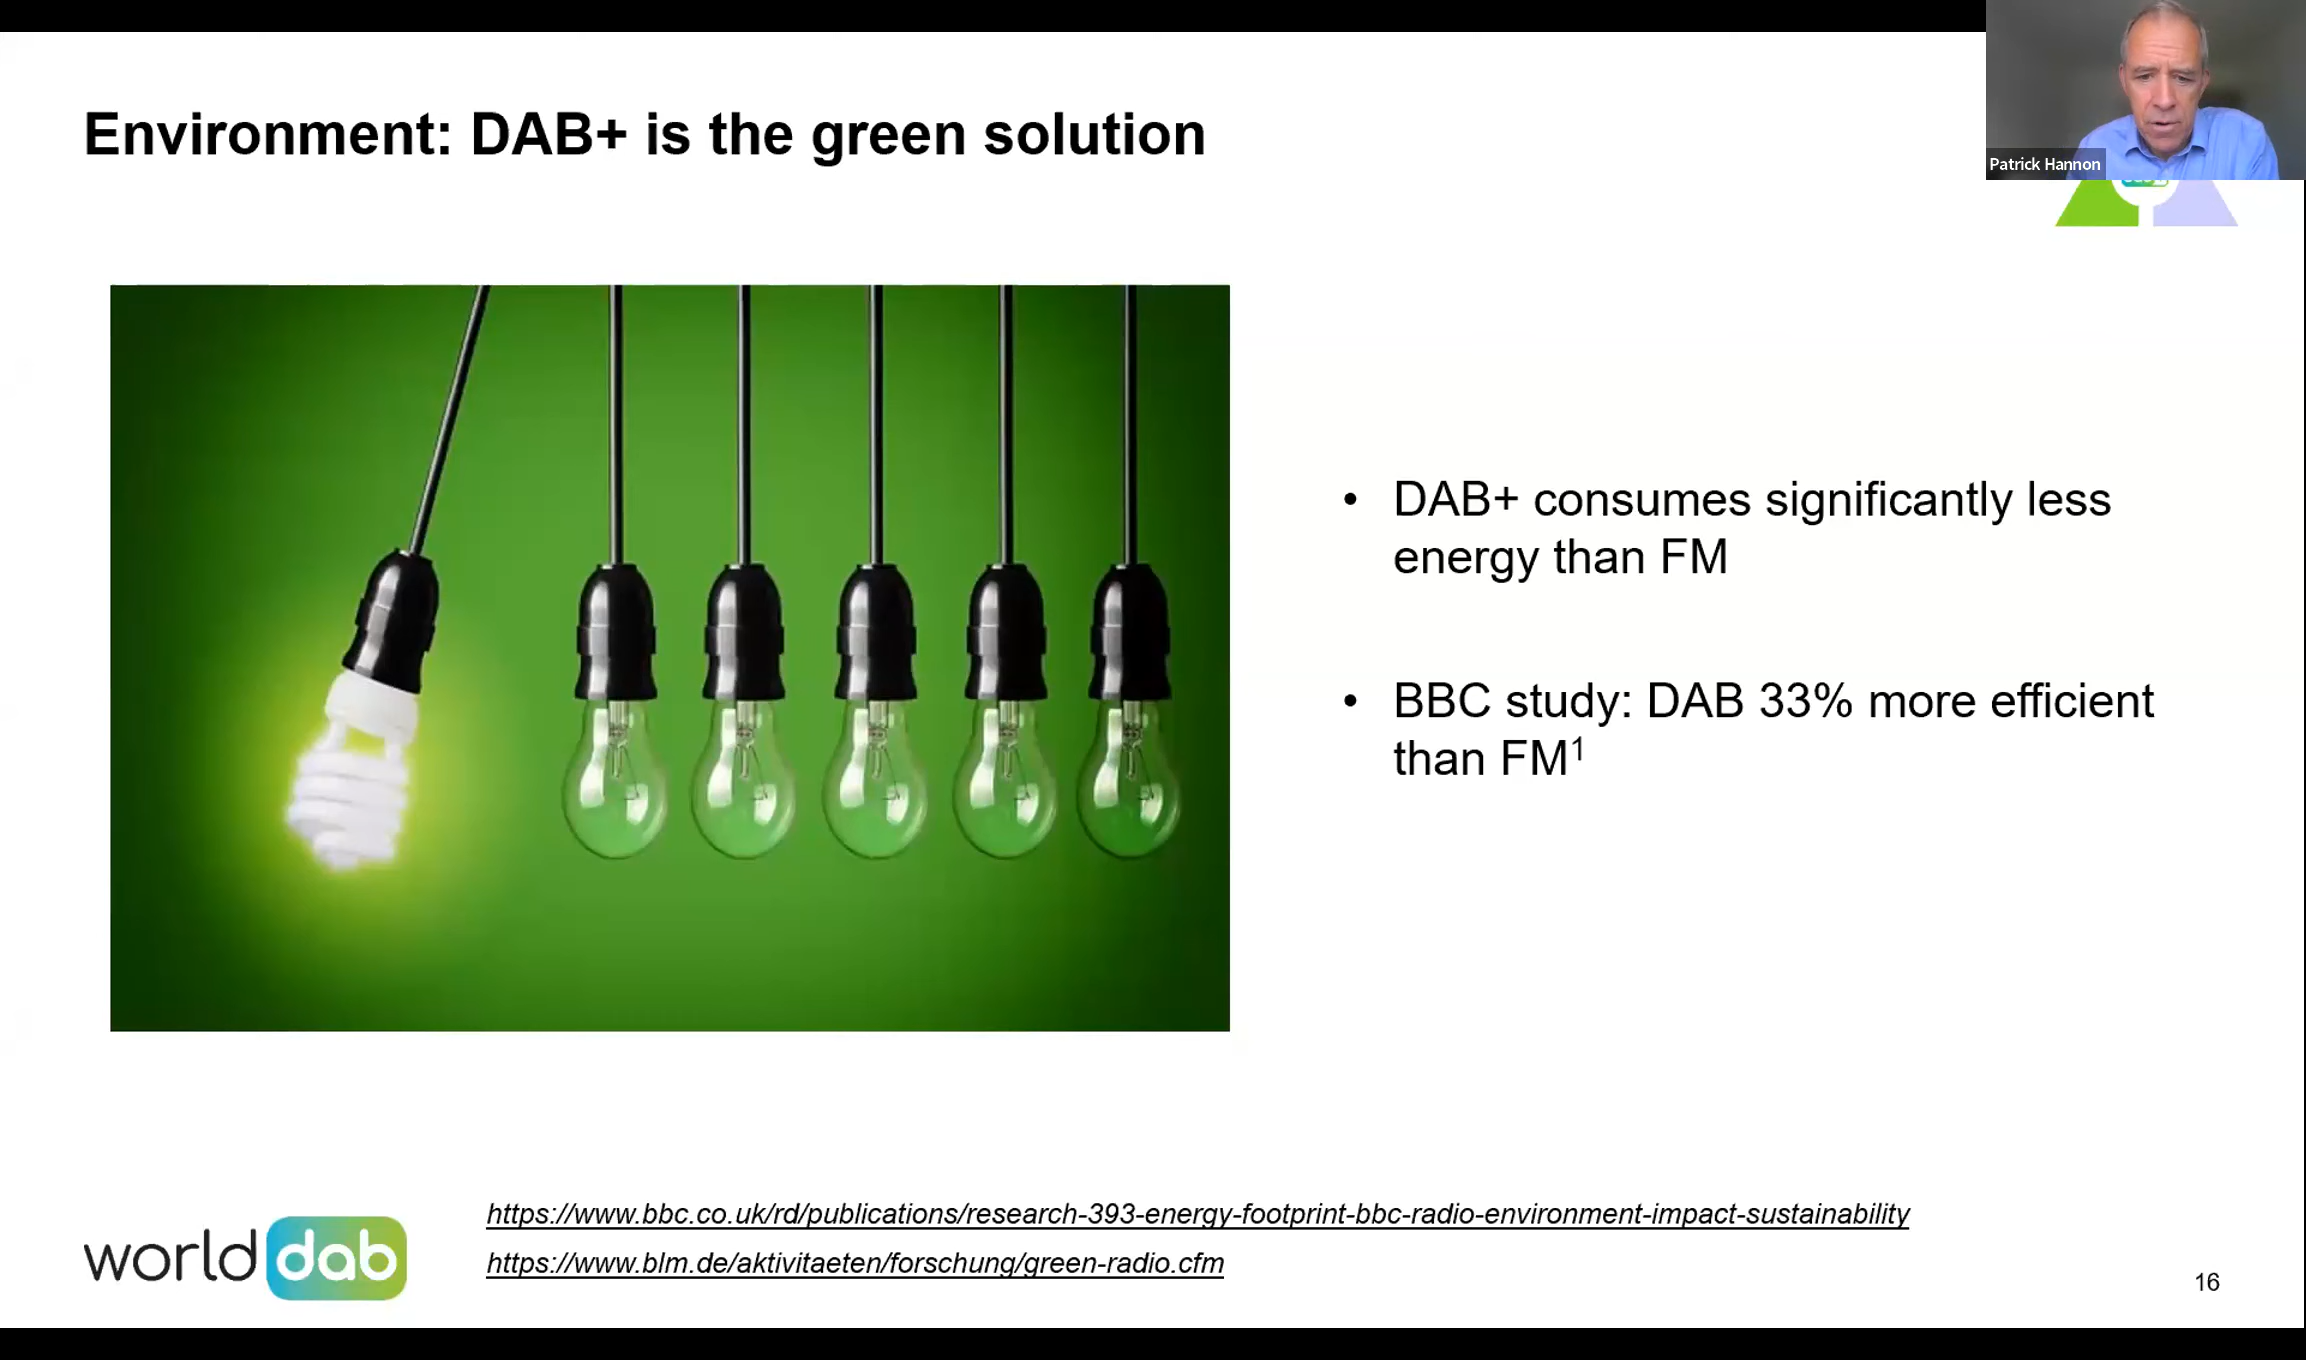 Environment: DAB+ is the green solution
Patrick Hannon
• DAB+ consumes significantly less
energy than FM
• BBC study: DAB 33% more efficient
than FM¹
https://www.bbc.co.uk/rd/publications/research-393-energy-footprint-bbc-radio-environment-impact-sustainability
https://www.blm.de/aktivitaeten/forschung/green-radio.cfm
world dab
16